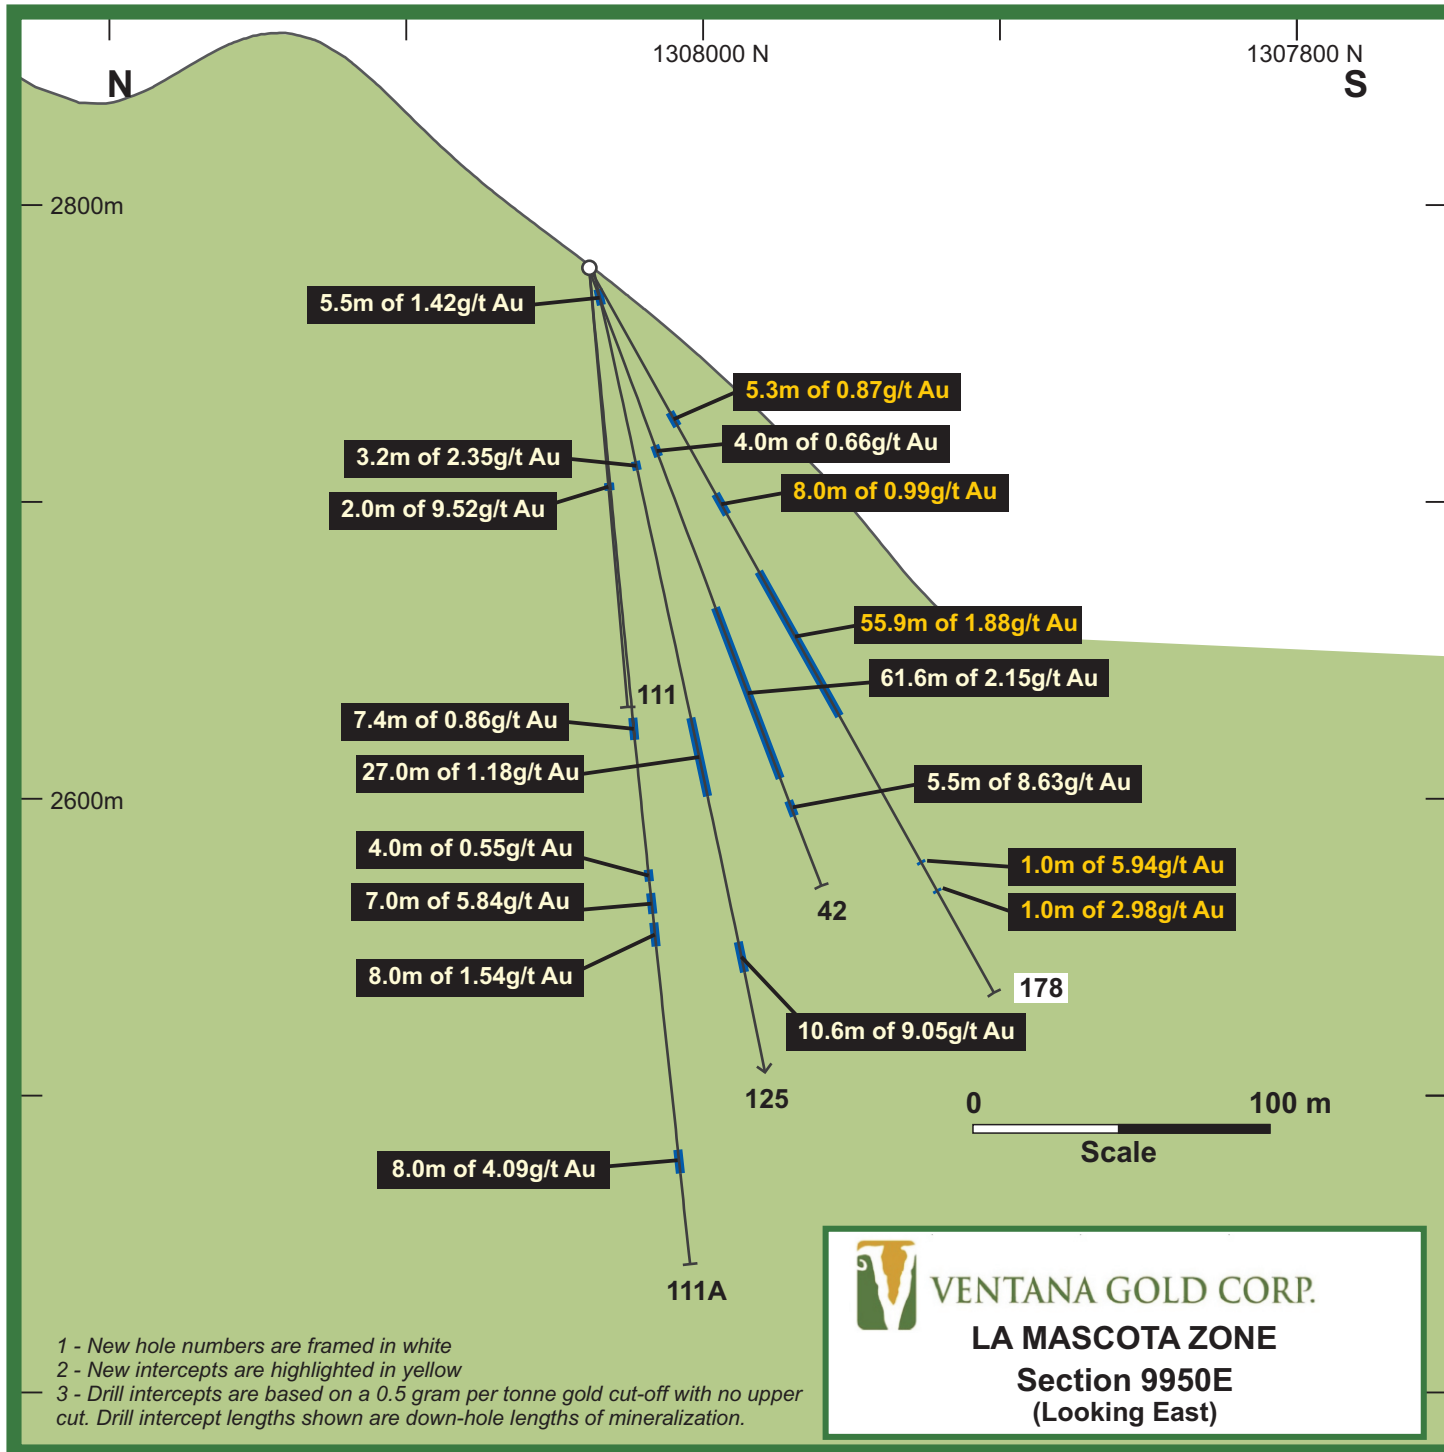 1308000 N
1307800 N
N
S
2800m
5.5m of 1.42g/t Au
5.3m of 0.87g/t Au
4.0m of 0.66g/t Au
3.2m of 2.35g/t Au
8.0m of 0.99g/t Au
2.0m of 9.52g/t Au
55.9m of 1.88g/t Au
61.6m of 2.15g/t Au
111
7.4m of 0.86g/t Au
27.0m of 1.18g/t Au
5.5m of 8.63g/t Au
2600m
4.0m of 0.55g/t Au
1.0m of 5.94g/t Au
7.0m of 5.84g/t Au
1.0m of 2.98g/t Au
42
8.0m of 1.54g/t Au
178
10.6m of 9.05g/t Au
125
0
100 m
Scale
8.0m of 4.09g/t Au
111A
VENTANA GOLD CORP.
LA MASCOTA ZONE
Section 9950E
(Looking East)
1 - New hole numbers are framed in white
2 - New intercepts are highlighted in yellow
3 - Drill intercepts are based on a 0.5 gram per tonne gold cut-off with no upper
cut. Drill intercept lengths shown are down-hole lengths of mineralization.